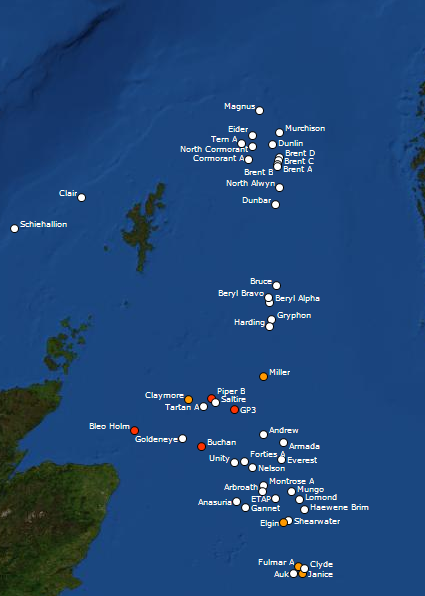 Magnus
Eider
Murchison
Tern A
Dunlin
North Cormorant
Brent D
Cormorant A
Brent C
Brent A
Brent B
North Alwyn
Clair
Dunbar
Schiehallion
Bruce
Beryl Bravo
Beryl Alpha
Gryphon
Harding
Miller
Piper B
Claymore
Saltire
Tartan A
GP3
Bleo Holm
Andrew
Goldeneye
Buchan
Armada
Forties A
Unity
Everest
Nelson
Montrose A
Arbroath
Mungo
ETAP
Lomond
Anasuria
Gannet
Haewene Brim
Elgin
Shearwater
Fulmar A
Clyde
Auk
Janice